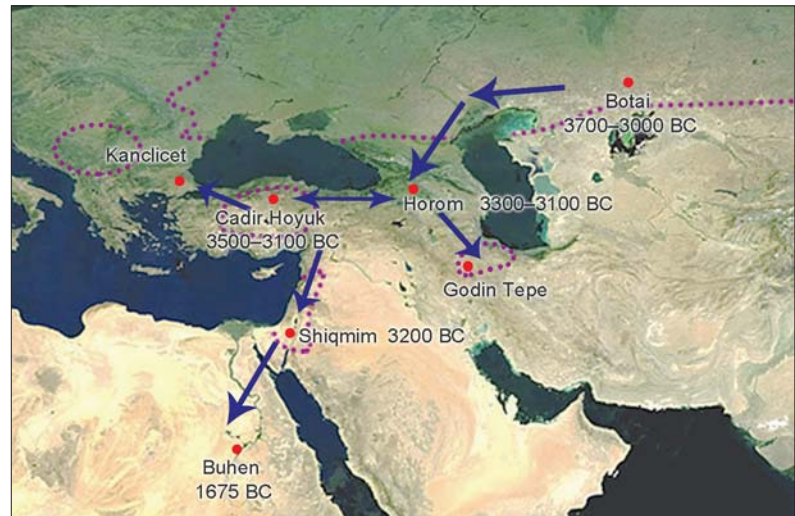 Botai
3700–3000 BC
Kanclicet
Cadir Hoyuk
3500–3100 BC
Horom 3300–3100 BC
Godin Tepe
Shiqmim 3200 BC
Buhen
1675 BC